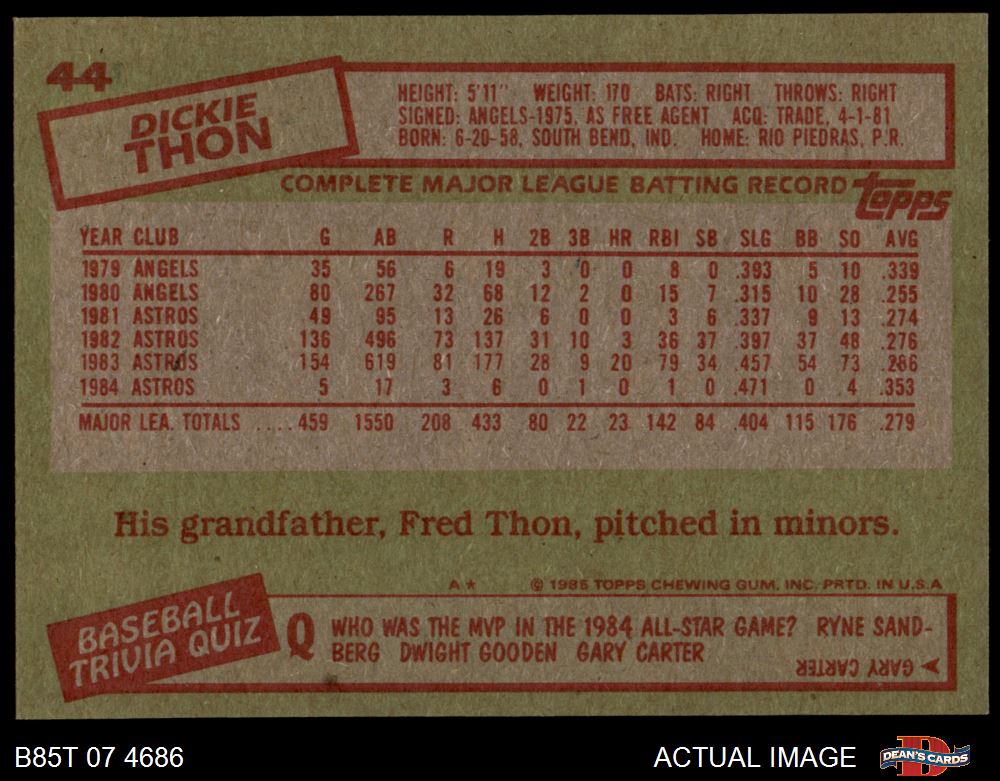 44
DICKIE
THON
HEIGHT: 5'11" WEIGHT: 170 BATS: RIGHT THROWS: RIGHT
SIGNED: ANGELS-1975, AS FREE AGENT ACQ: TRADE, 4-1-81
BORN: 6-20-58, SOUTH BEND, IND. HOME: RIO PIEDRAS, P.R.
COMPLETE MAJOR LEAGUE BATTING RECORD
topps
YEAR CLUB G AB R H 2B 3B HR RBI SB SLG BB SO AVG
1979 ANGELS 35 56 6 19 3 0 0 8 0 .393 5 10 .339
1980 ANGELS 80 267 32 68 12 2 0 15 7 .315 10 28 .255
1981 ASTROS 49 95 13 26 6 0 0 3 6 .337 9 13 .274
1982 ASTROS 136 496 73 137 31 10 3 36 37 .397 37 48 .276
1983 ASTROS 154 619 81 177 28 9 20 79 34 .457 54 73 .286
1984 ASTROS 5 17 3 6 0 1 0 1 0 .471 0 4 .353
MAJOR LEA. TOTALS ....459 1550 208 433 80 22 23 142 84 .404 115 176 .279
His grandfather, Fred Thon, pitched in minors.
A* © 1985 TOPPS CHEWING GUM, INC. PRTD. IN U.S.A
BASEBALL
TRIVIA QUIZ
Q WHO WAS THE MVP IN THE 1984 ALL-STAR GAME? RYNE SAND-
BERG DWIGHT GOODEN GARY CARTER
GARY CARTER
B85T 07 4686
ACTUAL IMAGE
DEAN'S CARDS